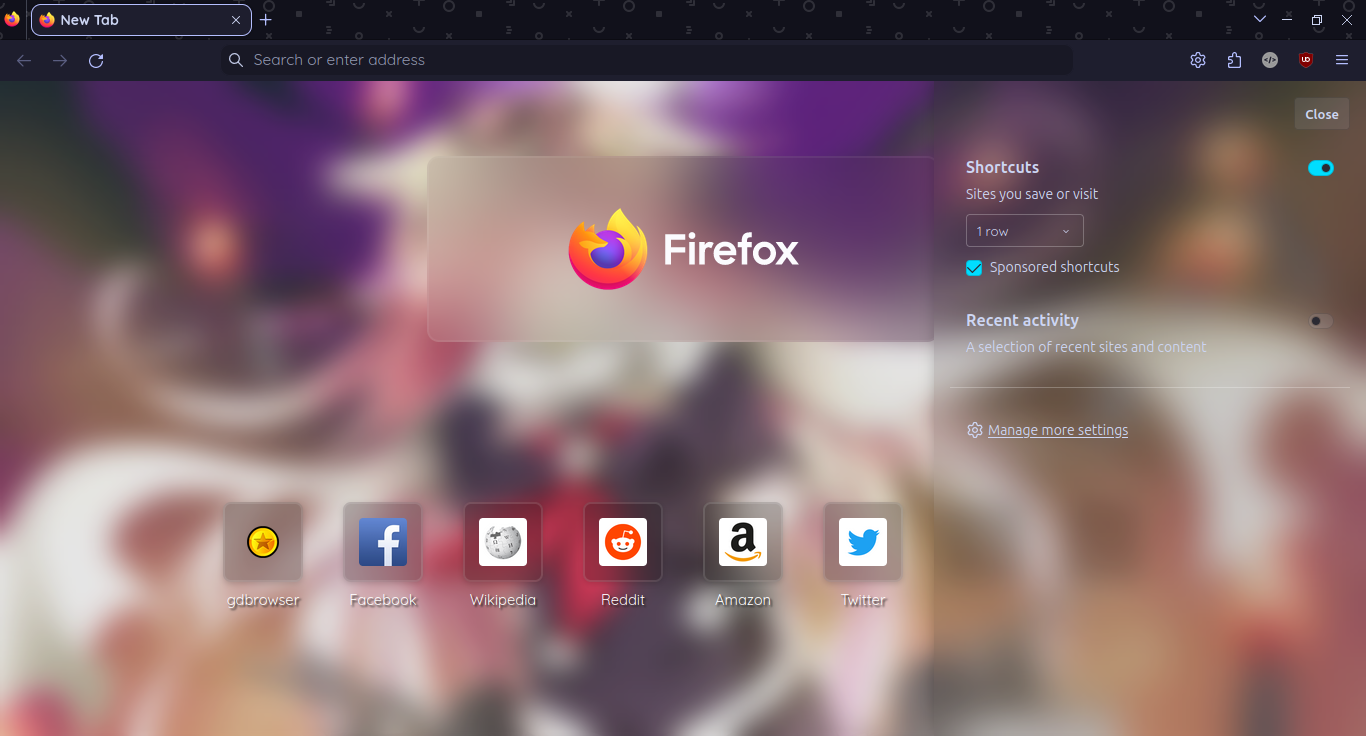 New Tab
Search or enter address
Close
Firefox
Shortcuts
Sites you save or visit
1 row
Sponsored shortcuts
Recent activity
A selection of recent sites and content
Manage more settings
gdbrowser
Facebook
Wikipedia
Reddit
Amazon
Twitter